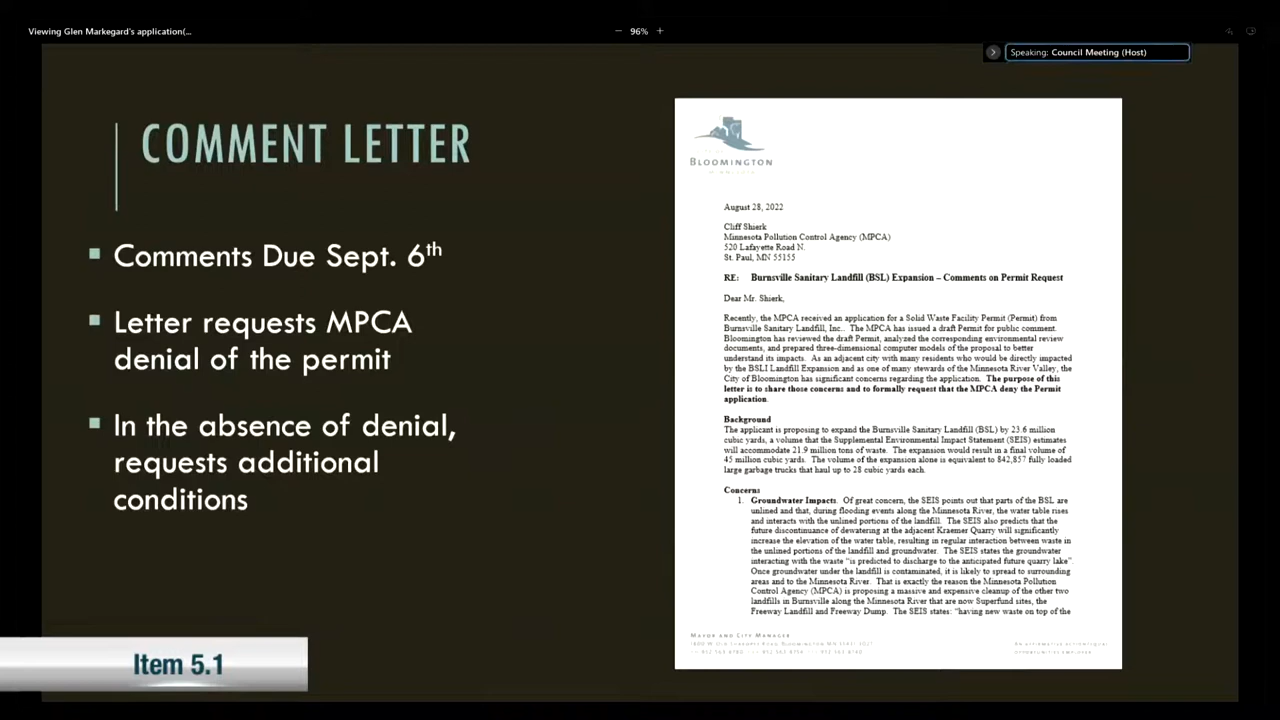 Viewing Glen Markegard's application(...
96%
Speaking: Council Meeting (Host)
COMMENT LETTER
Comments Due Sept. 6th
Letter requests MPCA
denial of the permit
In the absence of denial,
requests additional
conditions
Item 5.1
BLOOMINGTON
August 28, 2022
Cliff Shierk
Minnesota Pollution Control Agency (MPCA)
520 Lafayette Road N.
St. Paul, MN 55155
RE: Burnsville Sanitary Landfill (BSL) Expansion – Comments on Permit Request
Dear Mr. Shierk,
Recently, the MPCA received an application for a Solid Waste Facility Permit (Permit) from
Burnsville Sanitary Landfill, Inc.. The MPCA has issued a draft Permit for public comment.
Bloomington has reviewed the draft Permit, analyzed the corresponding environmental review
documents, and prepared three-dimensional computer models of the proposal to better
understand its impacts. As an adjacent city with many residents who would be directly impacted
by the BSLI Landfill Expansion and as one of many stewards of the Minnesota River Valley, the
City of Bloomington has significant concerns regarding the application. The purpose of this
letter is to share those concerns and to formally request that the MPCA deny the Permit
application.
Background
The applicant is proposing to expand the Burnsville Sanitary Landfill (BSL) by 23.6 million
cubic yards, a volume that the Supplemental Environmental Impact Statement (SEIS) estimates
will accommodate 21.9 million tons of waste. The expansion would result in a final volume of
45 million cubic yards. The volume of the expansion alone is equivalent to 842,857 fully loaded
large garbage trucks that haul up to 28 cubic yards each.
Concerns
1. Groundwater Impacts. Of great concern, the SEIS points out that parts of the BSL are
unlined and that, during flooding events along the Minnesota River, the water table rises
and interacts with the unlined portions of the landfill. The SEIS also predicts that the
future discontinuance of dewatering at the adjacent Kraemer Quarry will significantly
increase the elevation of the water table, resulting in regular interaction between waste in
the unlined portions of the landfill and groundwater. The SEIS states the groundwater
interacting with the waste “is predicted to discharge to the anticipated future quarry lake”.
Once groundwater under the landfill is contaminated, it is likely to spread to surrounding
areas and to the Minnesota River. That is exactly the reason the Minnesota Pollution
Control Agency (MPCA) is proposing a massive and expensive cleanup of the other two
landfills in Burnsville along the Minnesota River that are now Superfund sites, the
Freeway Landfill and Freeway Dump. The SEIS states: “having new waste on top of the
MAYOR AND CITY MANAGER